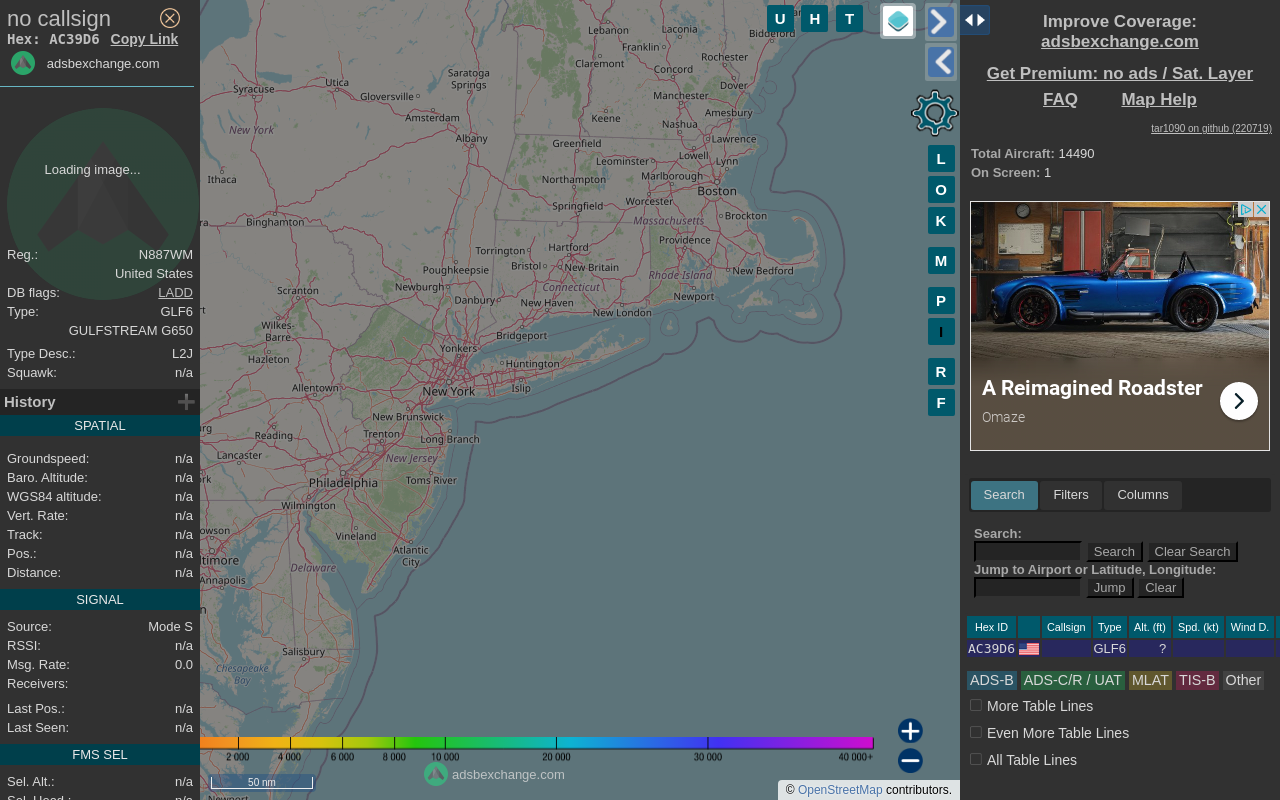 no callsign
Hex: AC39D6 Copy Link
adsbexchange.com
Loading image...
Reg.: N887WM
United States
DB flags: LADD
Type: GLF6
GULFSTREAM G650
Type Desc.: L2J
Squawk: n/a
History
SPATIAL
Groundspeed: n/a
Baro. Altitude: n/a
WGS84 altitude: n/a
Vert. Rate: n/a
Track: n/a
Pos.: n/a
Distance: n/a
SIGNAL
Source: Mode S
RSSI: n/a
Msg. Rate: 0.0
Receivers:
Last Pos.: n/a
Last Seen: n/a
FMS SEL
Sel. Alt.: n/a
U H T
L
O
K
M
P
I
R
F
Lebanon
Laconia
Biddeford
Franklin
Claremont
Rochester
Concord
Dover
Saratoga
Springs
Utica
Syracuse
Gloversville
Manchester
Amesbury
Amsterdam
Keene
Nashua
New York
Albany
Greenfield
Lawrence
Leominster
Lowell
Lynn
Ithaca
Northampton
Marlborough
Boston
Springfield
Worcester
Binghamton
Massachusetts
Brockton
Torrington
Hartford
Providence
Poughkeepsie
Bristol
New Britain
Rhode Island
New Bedford
Newburgh
Connecticut
Scranton
Danbury
New Haven
Newport
New London
Wilkes-
Barre
Bridgeport
Yonkers
Hazleton
Huntington
Allentown
New York
Islip
New Brunswick
Reading
Trenton
Long Branch
Lancaster
New Jersey
Philadelphia
Toms River
Wilmington
Vineland
Atlantic
City
Delaware
Annapolis
Salisbury
Chesapeake
Bay
2 000 4 000 6 000 8 000 10 000 20 000 30 000 40 000+
50 nm
adsbexchange.com
© OpenStreetMap contributors.
Improve Coverage:
adsbexchange.com
Get Premium: no ads / Sat. Layer
FAQ Map Help
tar1090 on github (220719)
Total Aircraft: 14490
On Screen: 1
A Reimagined Roadster
Omaze
Search Filters Columns
Search:
Search Clear Search
Jump to Airport or Latitude, Longitude:
Jump Clear
Hex ID Callsign Type Alt. (ft) Spd. (kt) Wind D.
AC39D6 GLF6 ?
ADS-B ADS-C/R / UAT MLAT TIS-B Other
More Table Lines
Even More Table Lines
All Table Lines